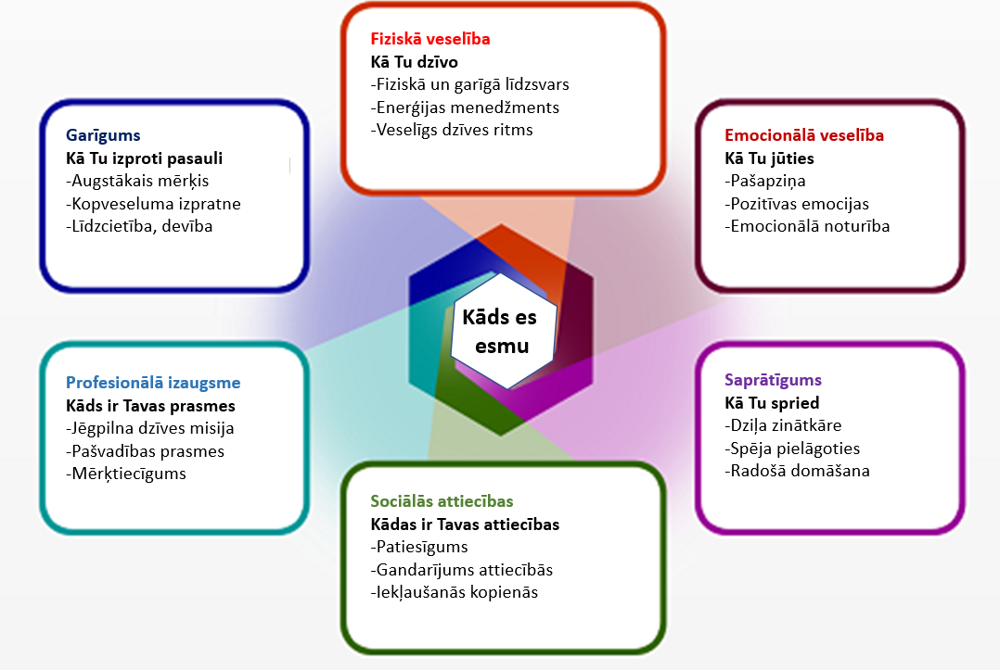 Fiziskā veselība
Kā Tu dzīvo
-Fiziskā un garīgā līdzsvars
-Enerģijas menedžments
-Veselīgs dzīves ritms
Garīgums
Kā Tu izproti pasauli
-Augstākais mērķis
-Kopveseluma izpratne
-Līdzcietība, devība
Emocionālā veselība
Kā Tu jūties
-Pašapziņa
-Pozitīvas emocijas
-Emocionālā noturība
Kāds es
esmu
Profesionālā izaugsme
Kāds ir Tavas prasmes
-Jēgpilna dzīves misija
-Pašvadības prasmes
-Mērķtiecīgums
Saprātīgums
Kā Tu spried
-Dziļa zinātkāre
-Spēja pielāgoties
-Radošā domāšana
Sociālās attiecības
Kādas ir Tavas attiecības
-Patiesīgums
-Gandarījums attiecībās
-Iekļaušanās kopienās